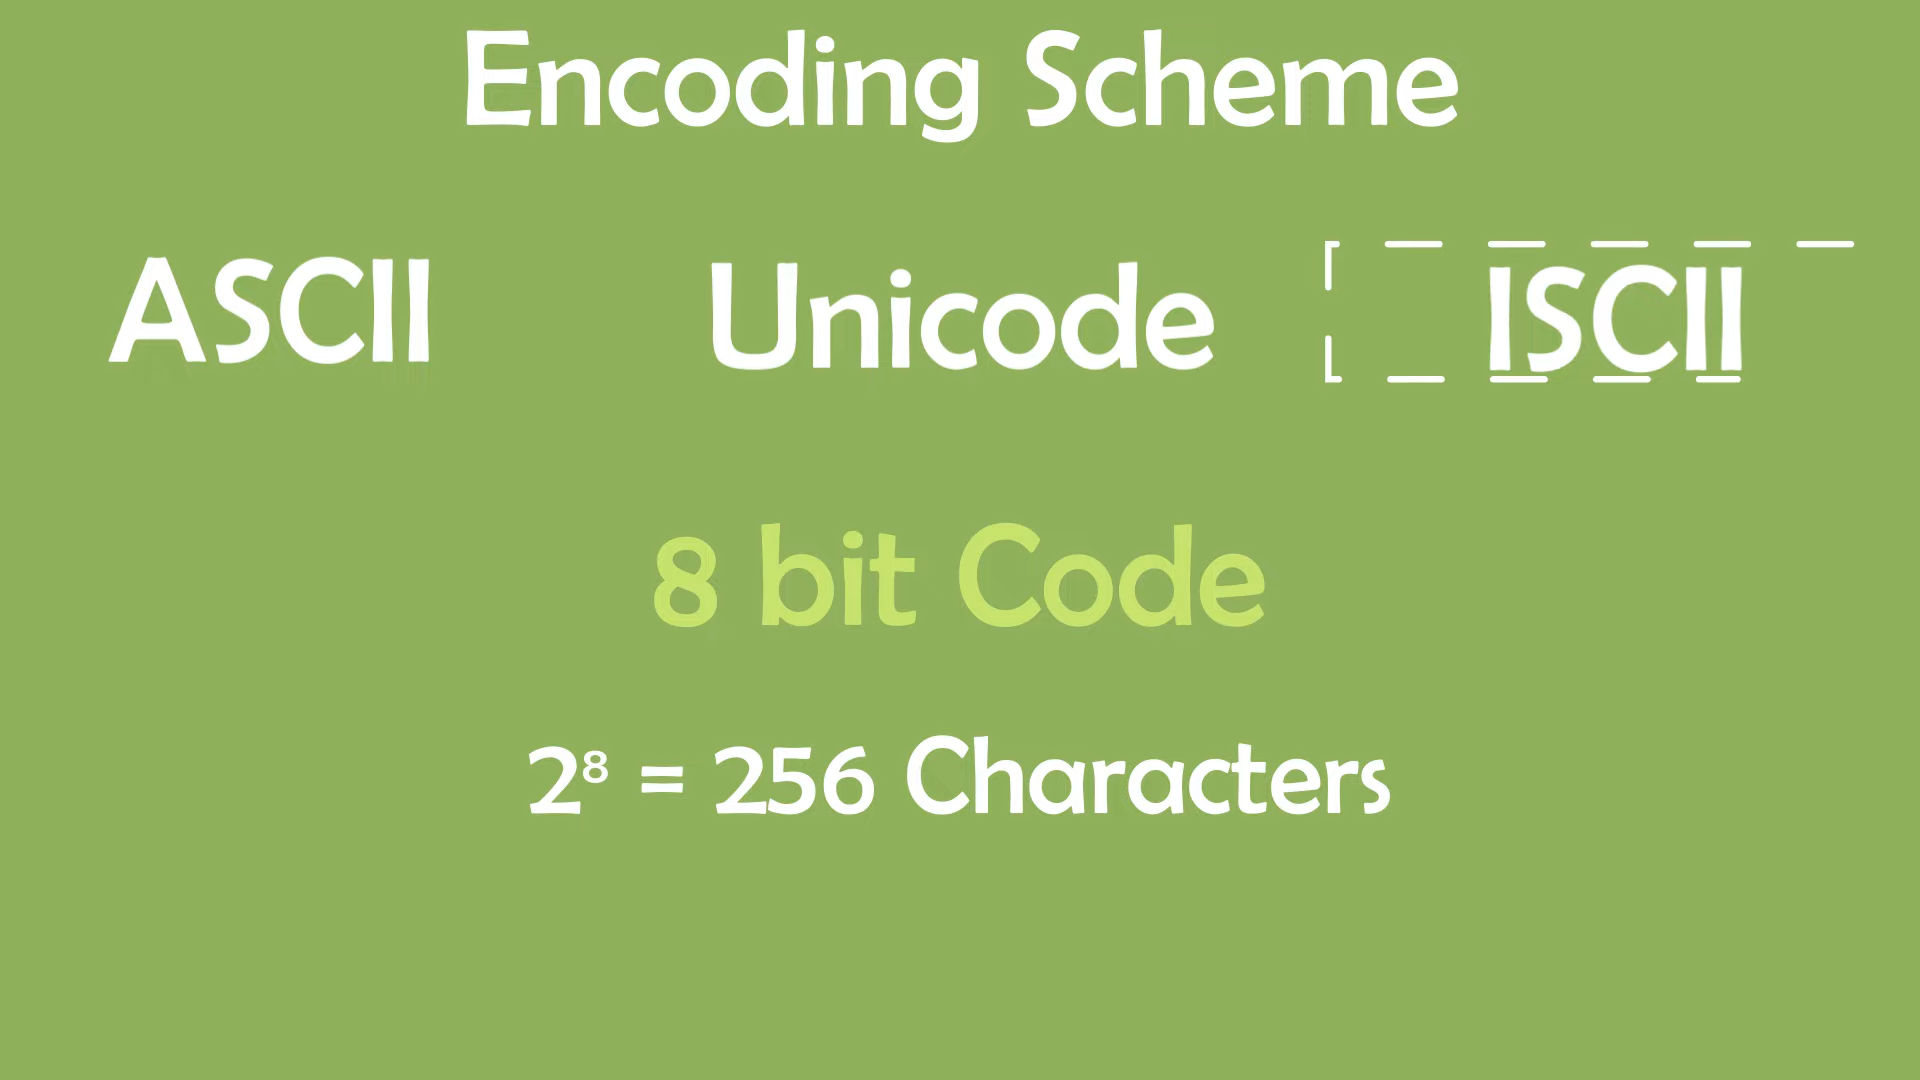 Encoding Scheme
ASCII Unicode ISCII
8 bit Code
2⁸ = 256 Characters